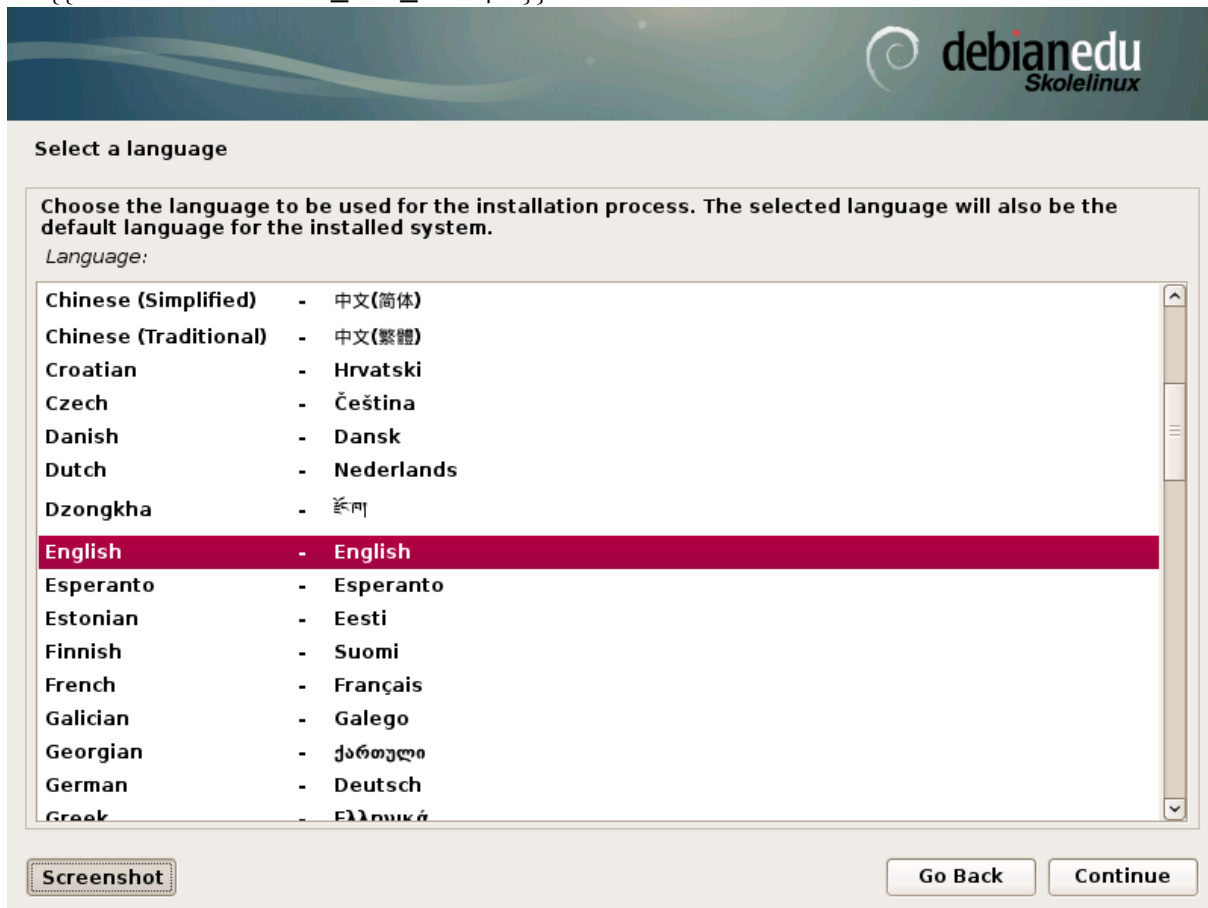 debianedu
Skolelinux
Select a language
Choose the language to be used for the installation process. The selected language will also be the
default language for the installed system.
Language:
Chinese (Simplified) - 中文(简体)
Chinese (Traditional) - 中文(繁體)
Croatian - Hrvatski
Czech - Čeština
Danish - Dansk
Dutch - Nederlands
Dzongkha - རྫོང་ཁ།
English - English
Esperanto - Esperanto
Estonian - Eesti
Finnish - Suomi
French - Français
Galician - Galego
Georgian - ქართული
German - Deutsch
Greek - Ελληνικά
Screenshot Go Back Continue